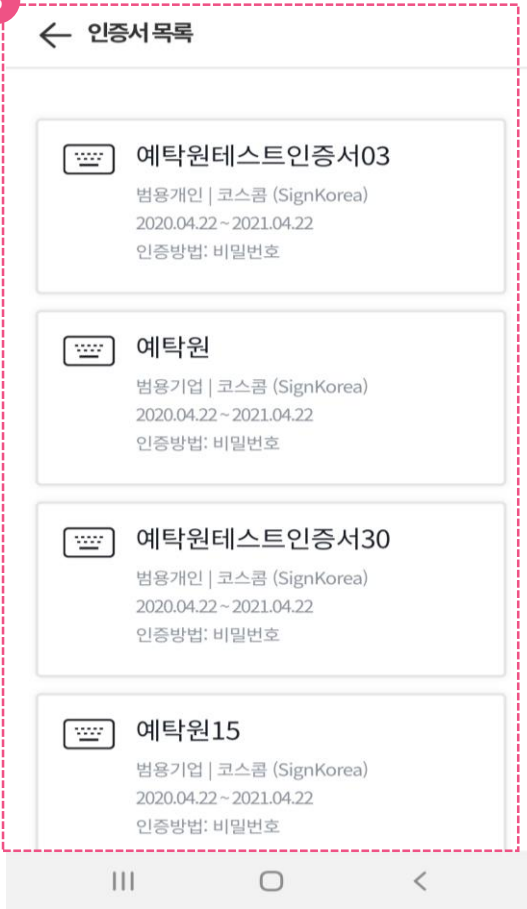 인증서 목록
예탁원테스트인증서03
범용개인 | 코스콤 (SignKorea)
2020.04.22 ~ 2021.04.22
인증방법: 비밀번호
예탁원
범용기업 | 코스콤 (SignKorea)
2020.04.22 ~ 2021.04.22
인증방법: 비밀번호
예탁원테스트인증서30
범용개인 | 코스콤 (SignKorea)
2020.04.22 ~ 2021.04.22
인증방법: 비밀번호
예탁원15
범용기업 | 코스콤 (SignKorea)
2020.04.22 ~ 2021.04.22
인증방법: 비밀번호